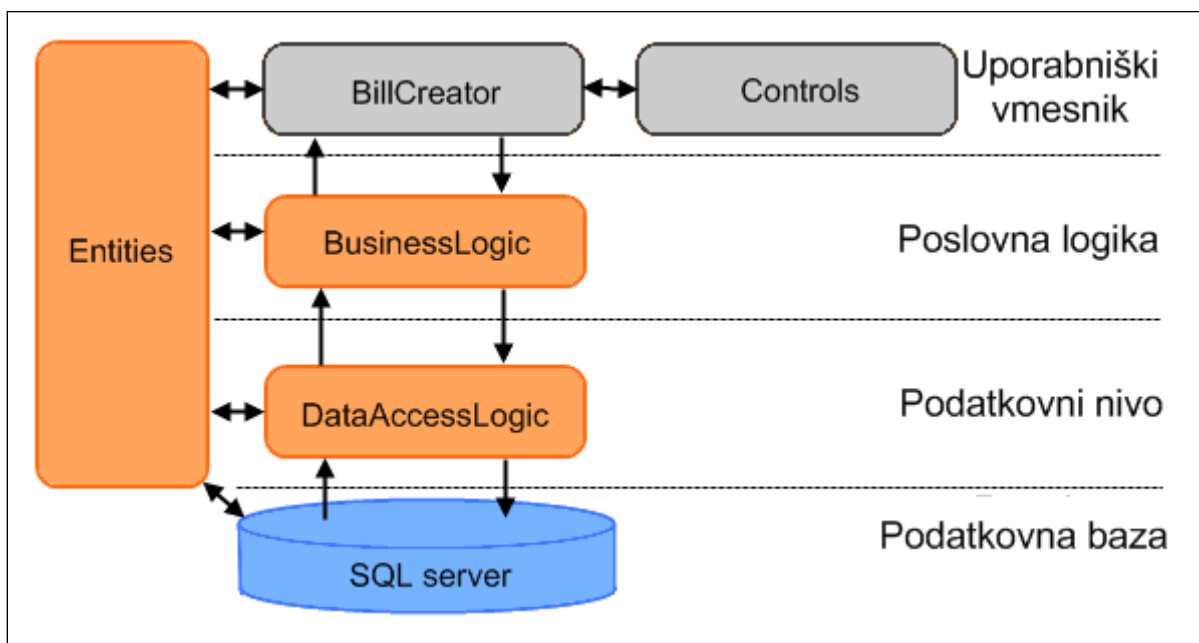 BillCreator
Controls
Uporabniški
vmesnik
Entities
BusinessLogic
Poslovna logika
DataAccessLogic
Podatkovni nivo
SQL server
Podatkovna baza